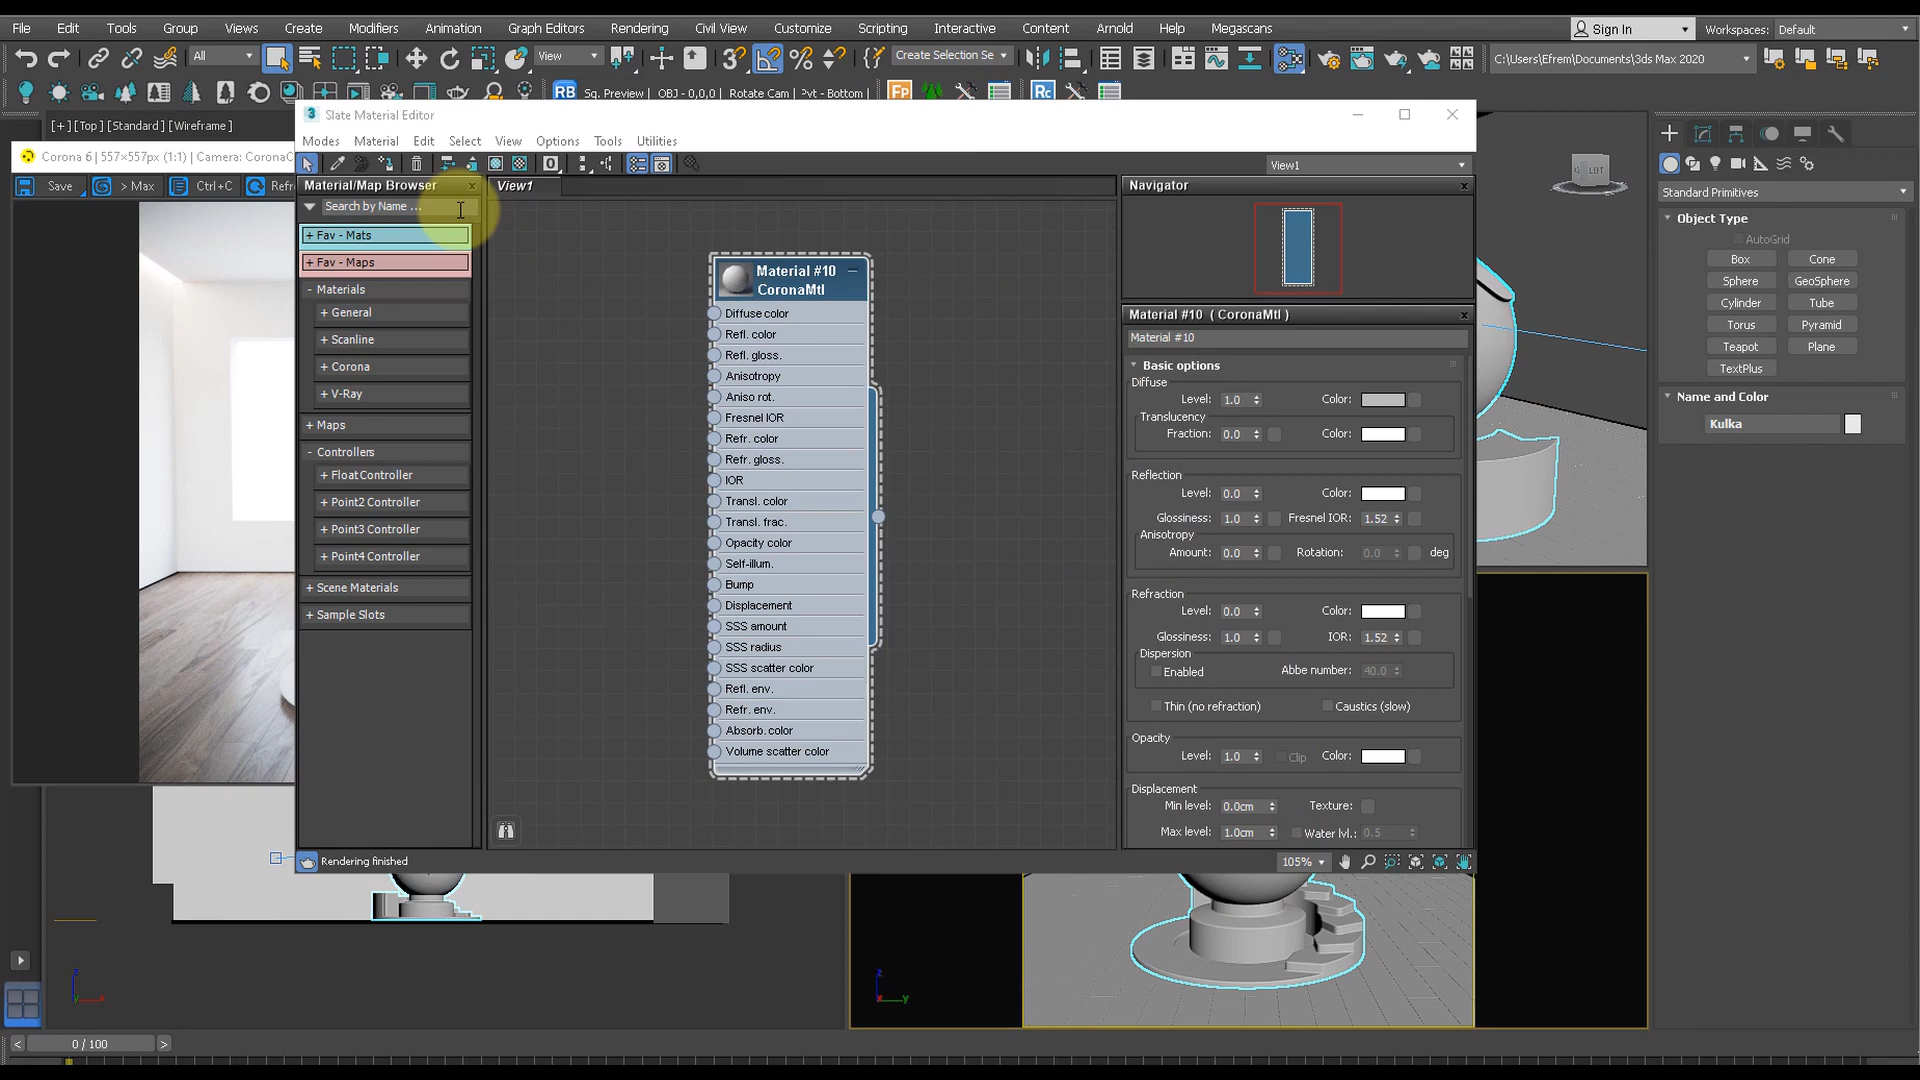 File Edit Tools Group Views Create Modifiers Animation Graph Editors Rendering Civil View Customize Scripting Interactive Content Arnold Help Megascans Sign In Workspaces: Default
All View Create Selection Se C:\Users\Efrem\Documents\3ds Max 2020
RB Sq. Preview OBJ - 0,0,0 Rotate Cam Pvt - Bottom Fp Rc
[+] [Top] [Standard] [Wireframe]
Corona 6 | 557×557px (1:1) | Camera: CoronaC
Save > Max Ctrl+C Refr
3 Slate Material Editor
Modes Material Edit Select View Options Tools Utilities
View1
Material/Map Browser
Search by Name ...
+ Fav - Mats
+ Fav - Maps
- Materials
+ General
+ Scanline
+ Corona
+ V-Ray
+ Maps
- Controllers
+ FloatController
+ Point2 Controller
+ Point3 Controller
+ Point4 Controller
+ Scene Materials
+ Sample Slots
View1
Material #10
CoronaMtl
Diffuse color
Refl. color
Refl. gloss.
Anisotropy
Aniso rot.
Fresnel IOR
Refr. color
Refr. gloss.
IOR
Transl. color
Transl. frac.
Opacity color
Self-illum.
Bump
Displacement
SSS amount
SSS radius
SSS scatter color
Refl. env.
Refr. env.
Absorb. color
Volume scatter color
Navigator
Material #10 ( CoronaMtl )
Material #10
Basic options
Diffuse
Level: 1.0 Color:
Translucency
Fraction: 0.0 Color:
Reflection
Level: 0.0 Color:
Glossiness: 1.0 Fresnel IOR: 1.52
Anisotropy
Amount: 0.0 Rotation: 0.0 deg
Refraction
Level: 0.0 Color:
Glossiness: 1.0 IOR: 1.52
Dispersion
Enabled Abbe number: 40.0
Thin (no refraction) Caustics (slow)
Opacity
Level: 1.0 Clip Color:
Displacement
Min level: 0.0cm Texture:
Max level: 1.0cm Water lvl.: 0.5
Rendering finished
105%
LEFT
Standard Primitives
Object Type
AutoGrid
Box Cone
Sphere GeoSphere
Cylinder Tube
Torus Pyramid
Teapot Plane
TextPlus
Name and Color
Kulka
z
x
y
z
x
y
< 0 / 100 >